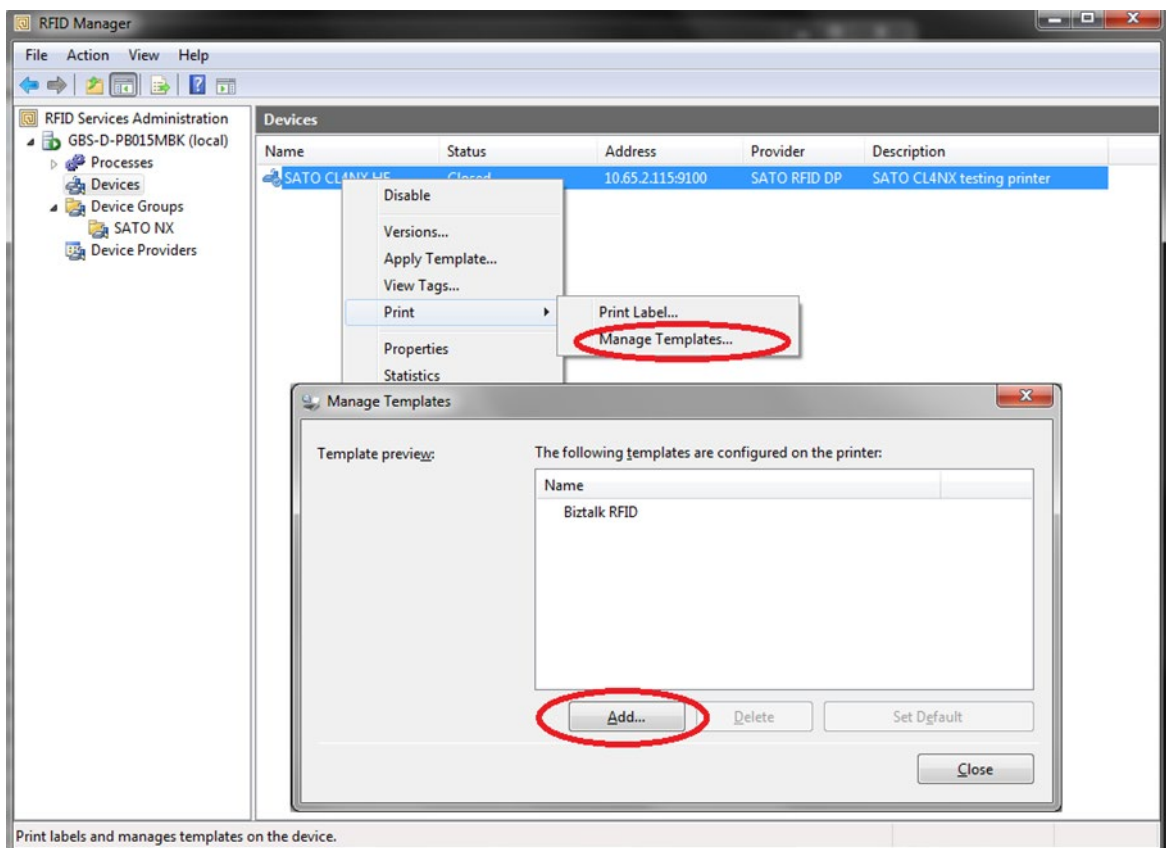 RFID Manager
File Action View Help
RFID Services Administration
GBS-D-PB015MBK (local)
Processes
Devices
Device Groups
SATO NX
Device Providers
Devices
Name Status Address Provider Description
SATO CL4NX HF Closed 10.65.2.115:9100 SATO RFID DP SATO CL4NX testing printer
Disable
Versions...
Apply Template...
View Tags...
Print
Properties
Statistics
Print Label...
Manage Templates...
Manage Templates
Template preview:
The following templates are configured on the printer:
Name
Biztalk RFID
Add... Delete Set Default
Close
Print labels and manages templates on the device.